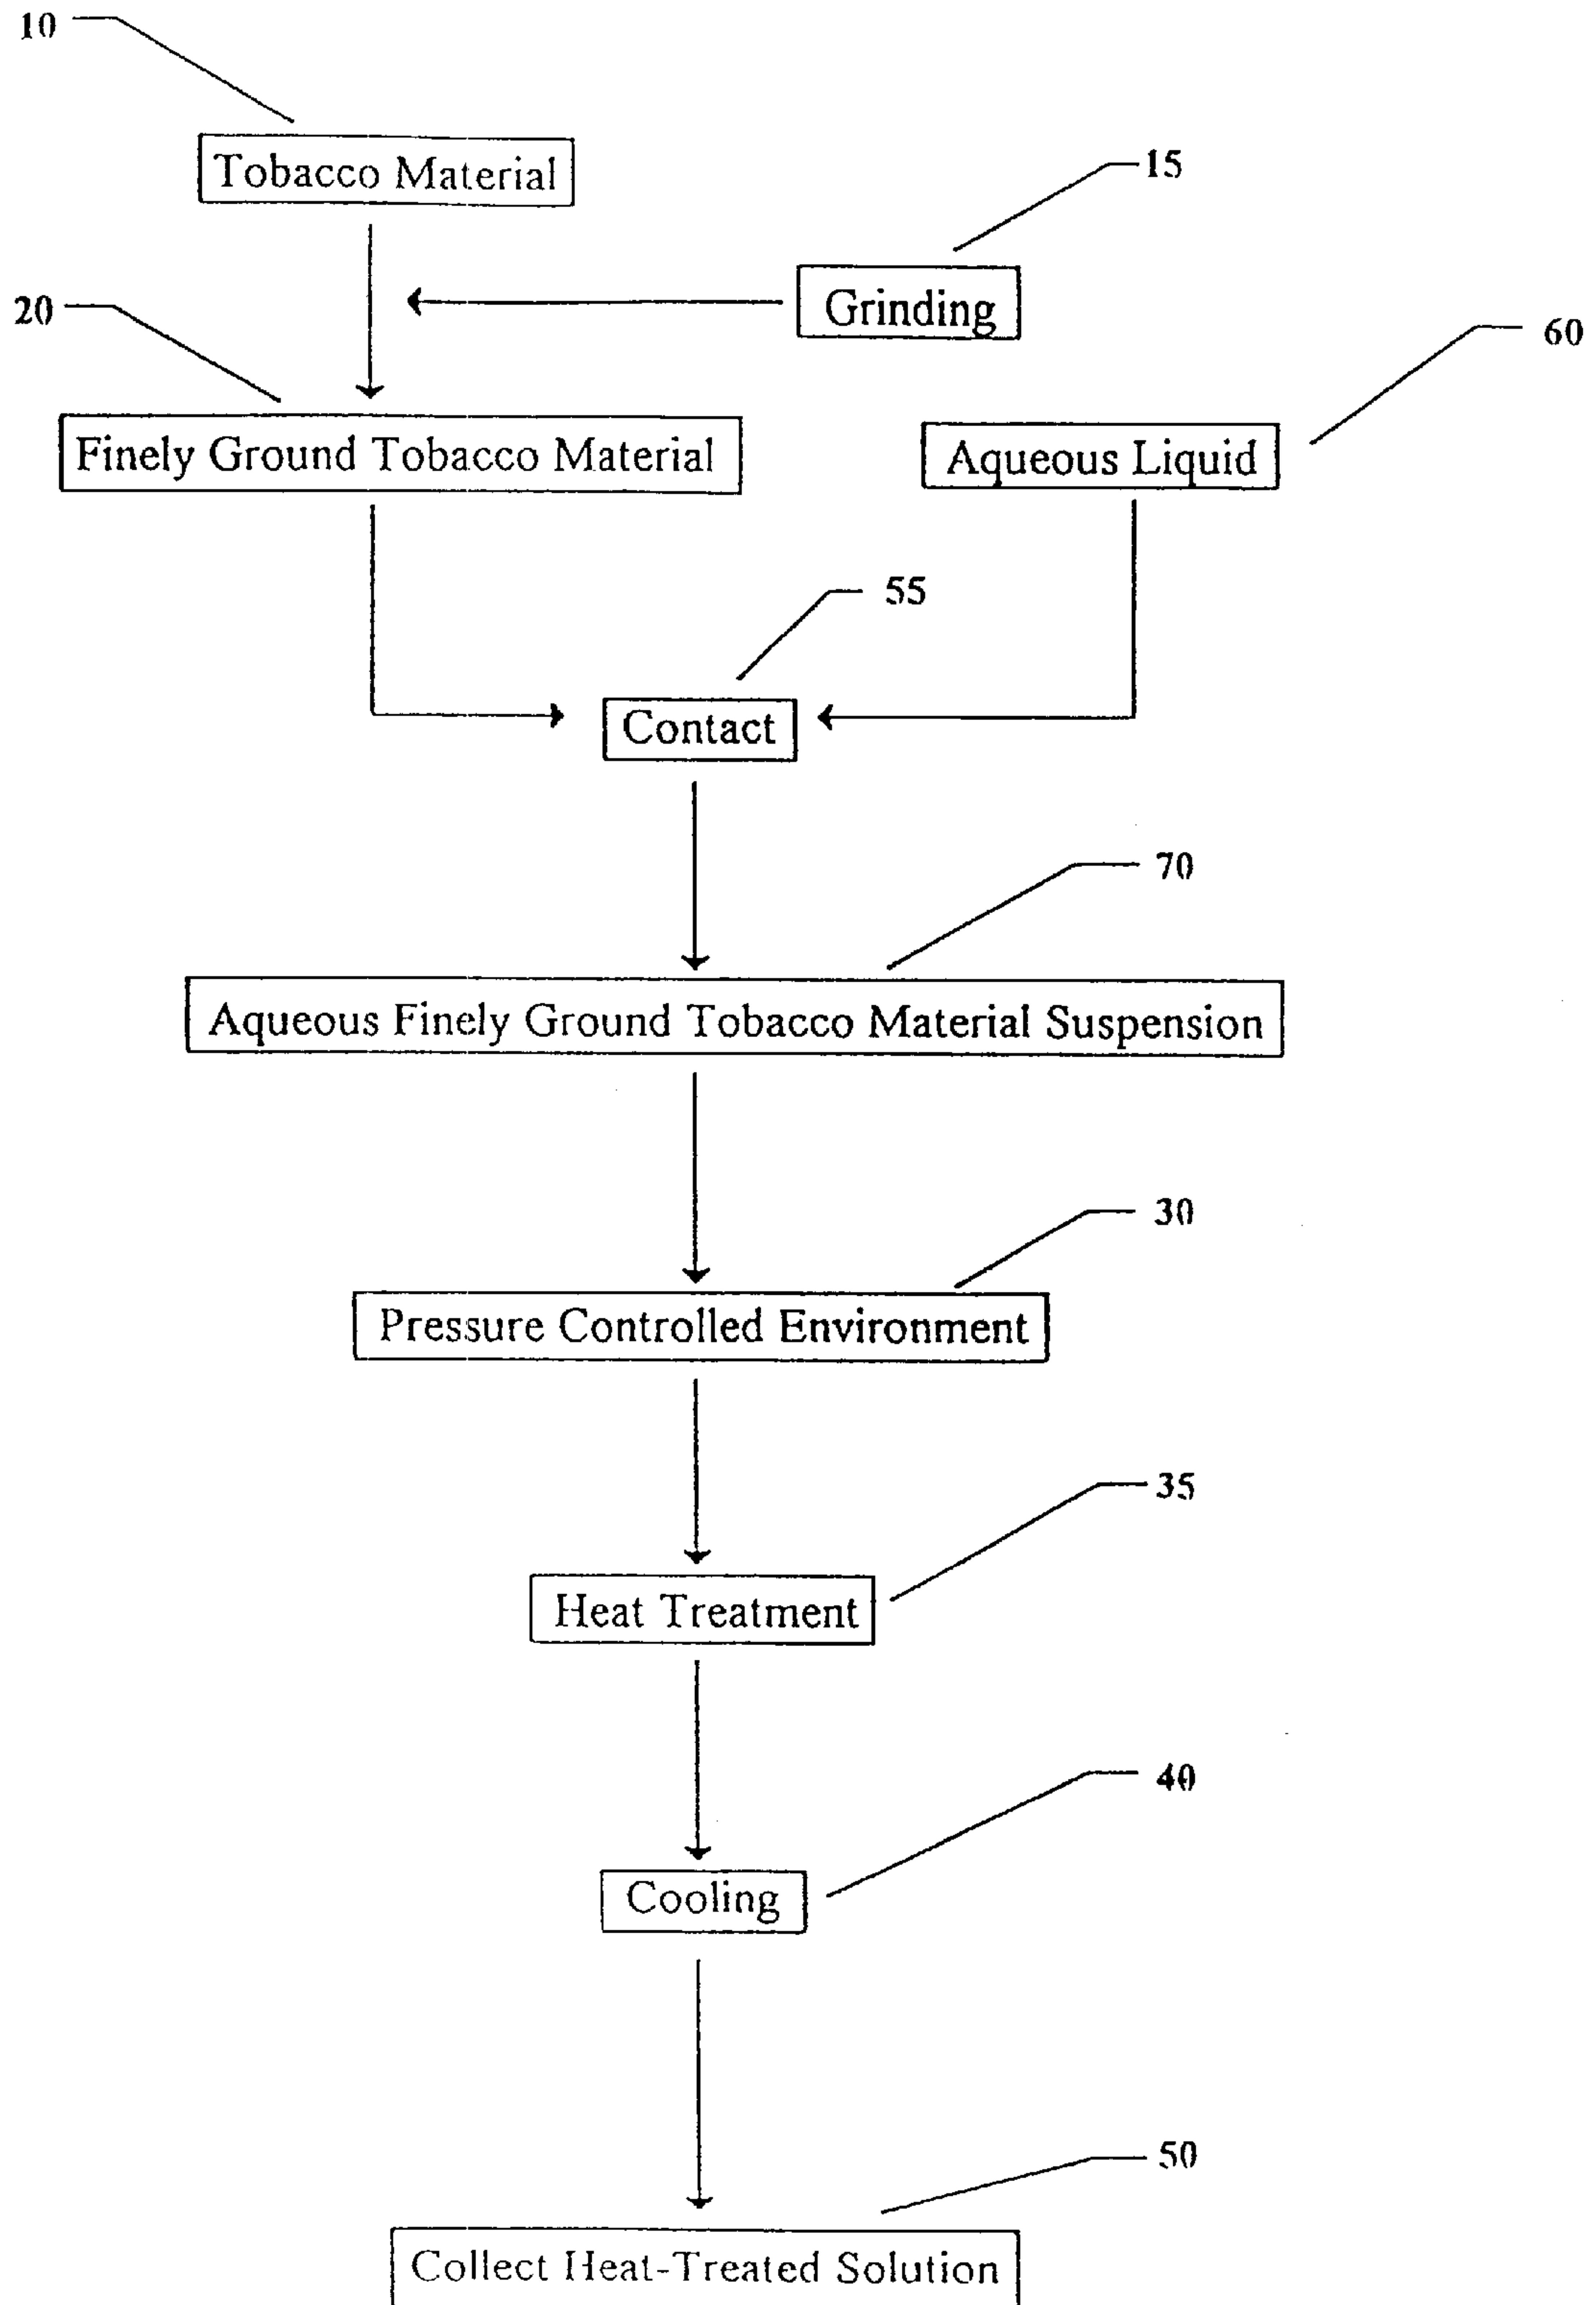 10
Tobacco Material
15
Grinding
20
60
Finely Ground Tobacco Material
Aqueous Liquid
55
Contact
70
Aqueous Finely Ground Tobacco Material Suspension
30
Pressure Controlled Environment
35
Heat Treatment
40
Cooling
50
Collect Heat-Treated Solution